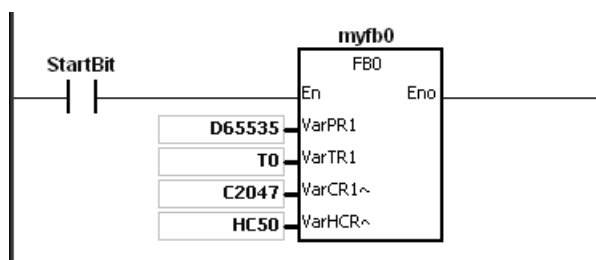 myfb0
StartBit
FB0
En Eno
D65535 VarPR1
T0 VarTR1
C2047 VarCR1~
HC50 VarHCR~